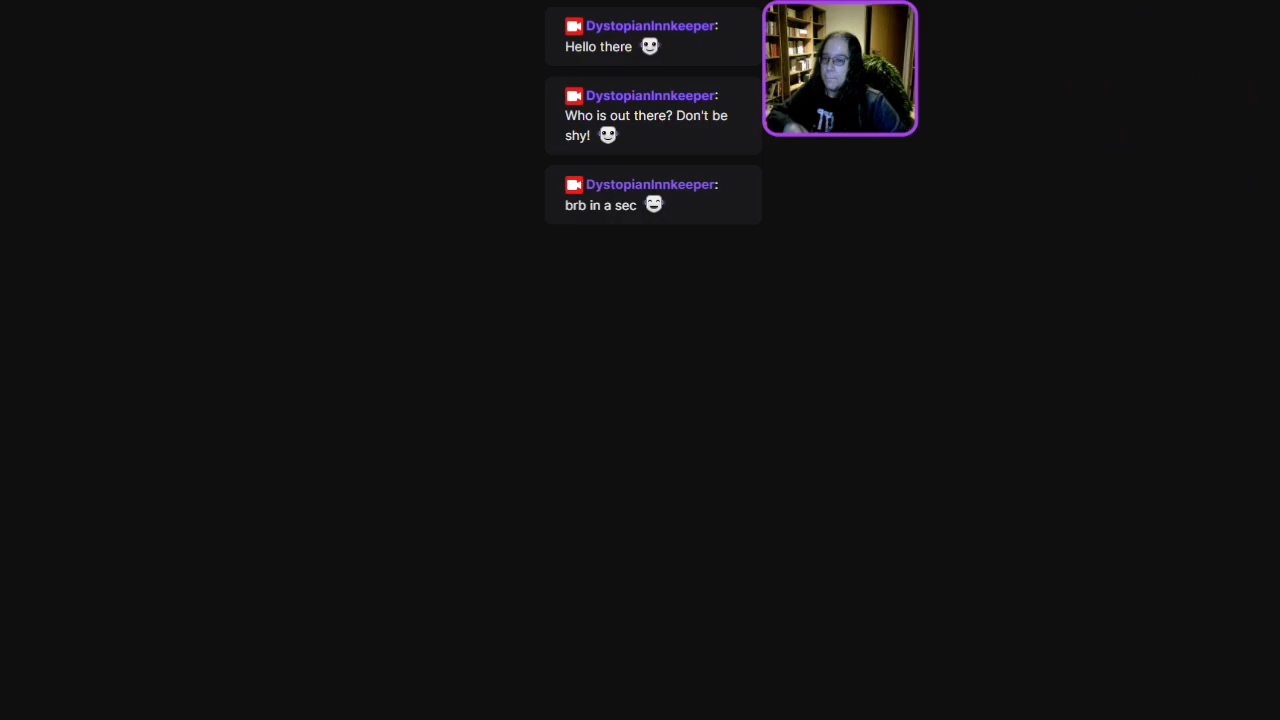 DystopianInnkeeper:
Hello there
DystopianInnkeeper:
Who is out there? Don't be
shy!
DystopianInnkeeper:
brb in a sec